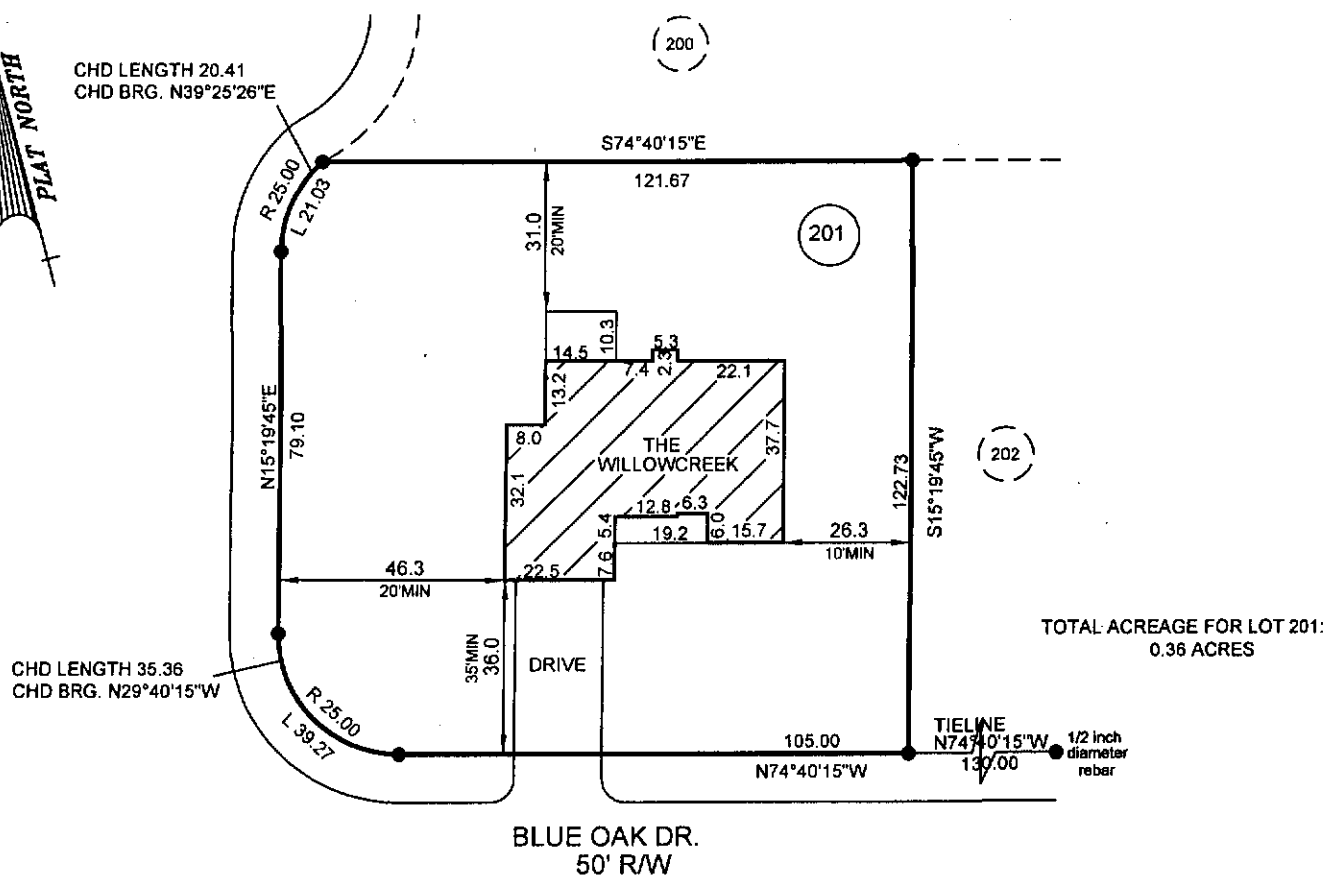 PLAT NORTH
CHD LENGTH 20.41
CHD BRG. N39°25'26"E
200
R 25.00
L 21.03
S74°40'15"E
121.67
201
31.0
20'MIN
10.3
14.5
5.3
7.4
2.3
22.1
13.2
8.0
THE
WILLOWCREEK
37.7
32.1
N15°19'45"E
79.10
122.73
S15°19'45"W
202
12.8
6.3
5.4
19.2
6.0
15.7
7.6
22.5
26.3
10'MIN
46.3
20'MIN
35'MIN
36.0
DRIVE
TOTAL ACREAGE FOR LOT 201:
0.36 ACRES
CHD LENGTH 35.36
CHD BRG. N29°40'15"W
R 25.00
L 39.27
105.00
N74°40'15"W
TIELINE
N74°40'15"W
130.00
1/2 inch
diameter
rebar
BLUE OAK DR.
50' R/W